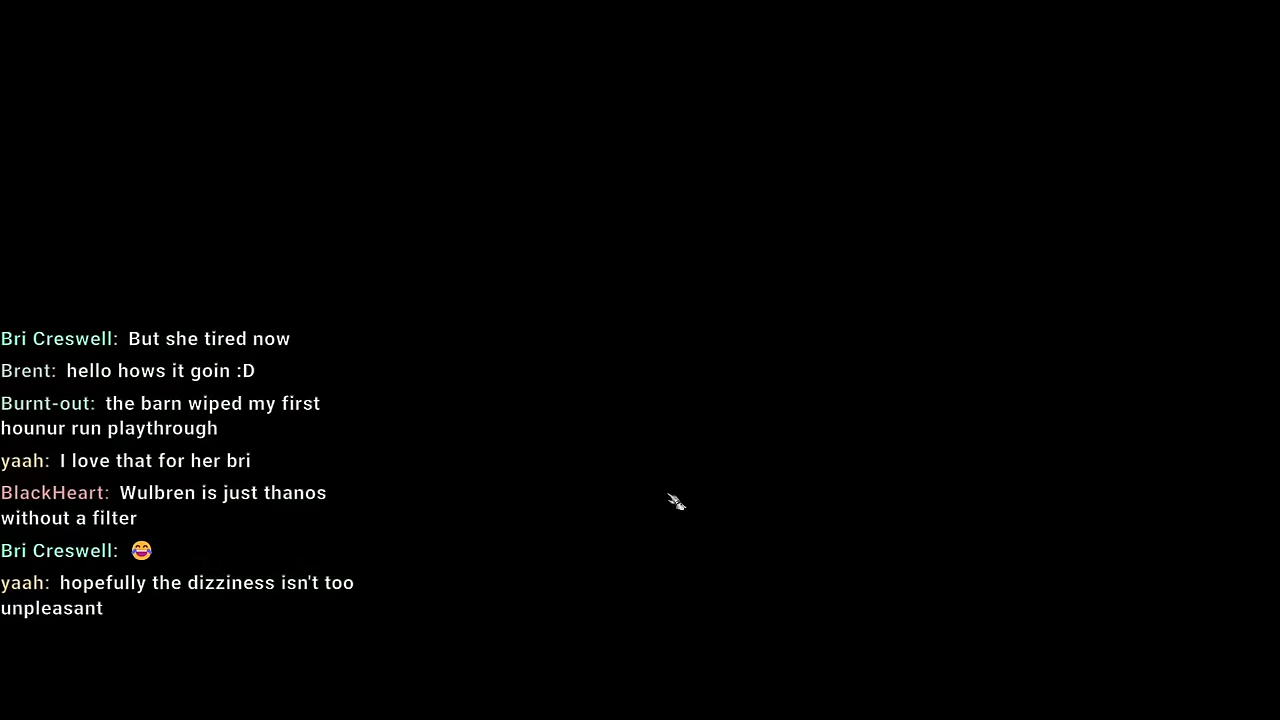 Bri Creswell: But she tired now
Brent: hello hows it goin :D
Burnt-out: the barn wiped my first
hounur run playthrough
yaah: I love that for her bri
BlackHeart: Wulbren is just thanos
without a filter
Bri Creswell: 😂
yaah: hopefully the dizziness isn't too
unpleasant